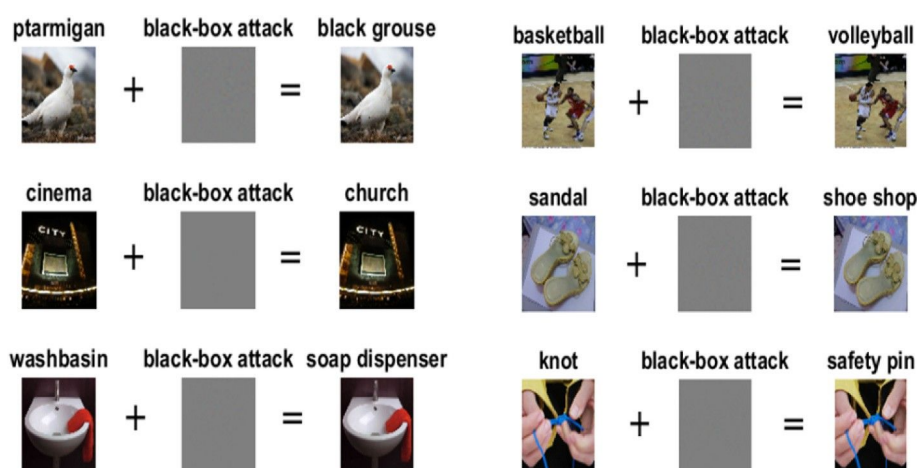 ptarmigan black-box attack black grouse
+ =
basketball black-box attack volleyball
+ =
cinema black-box attack church
CITY + = CITY
sandal black-box attack shoe shop
+ =
washbasin black-box attack soap dispenser
+ =
knot black-box attack safety pin
+ =